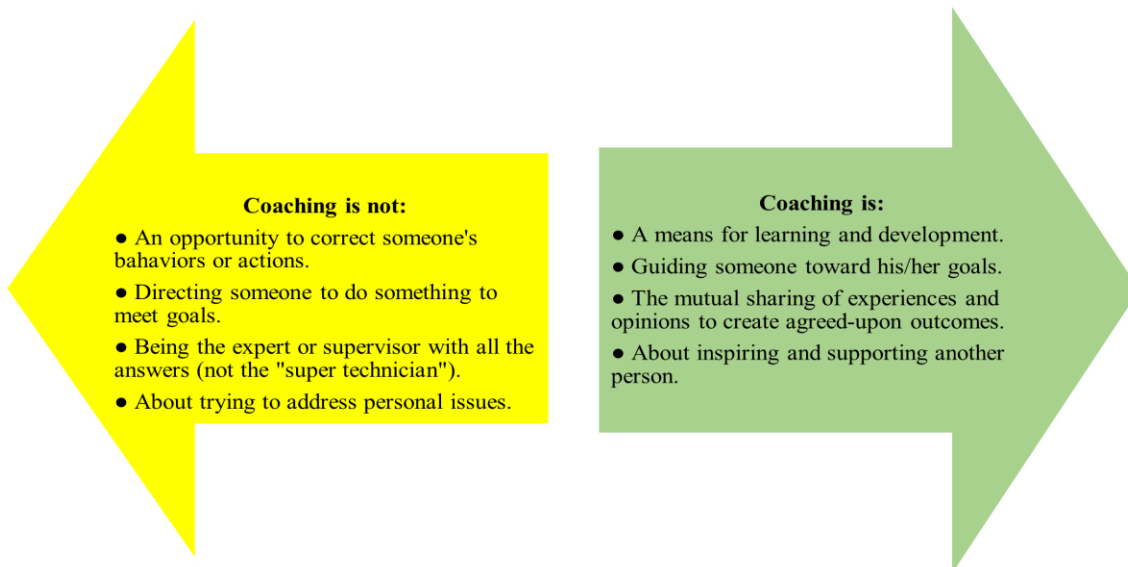 Coaching is not:
● An opportunity to correct someone's
bahaviors or actions.
● Directing someone to do something to
meet goals.
● Being the expert or supervisor with all the
answers (not the "super technician").
● About trying to address personal issues.
Coaching is:
● A means for learning and development.
● Guiding someone toward his/her goals.
● The mutual sharing of experiences and
opinions to create agreed-upon outcomes.
● About inspiring and supporting another
person.